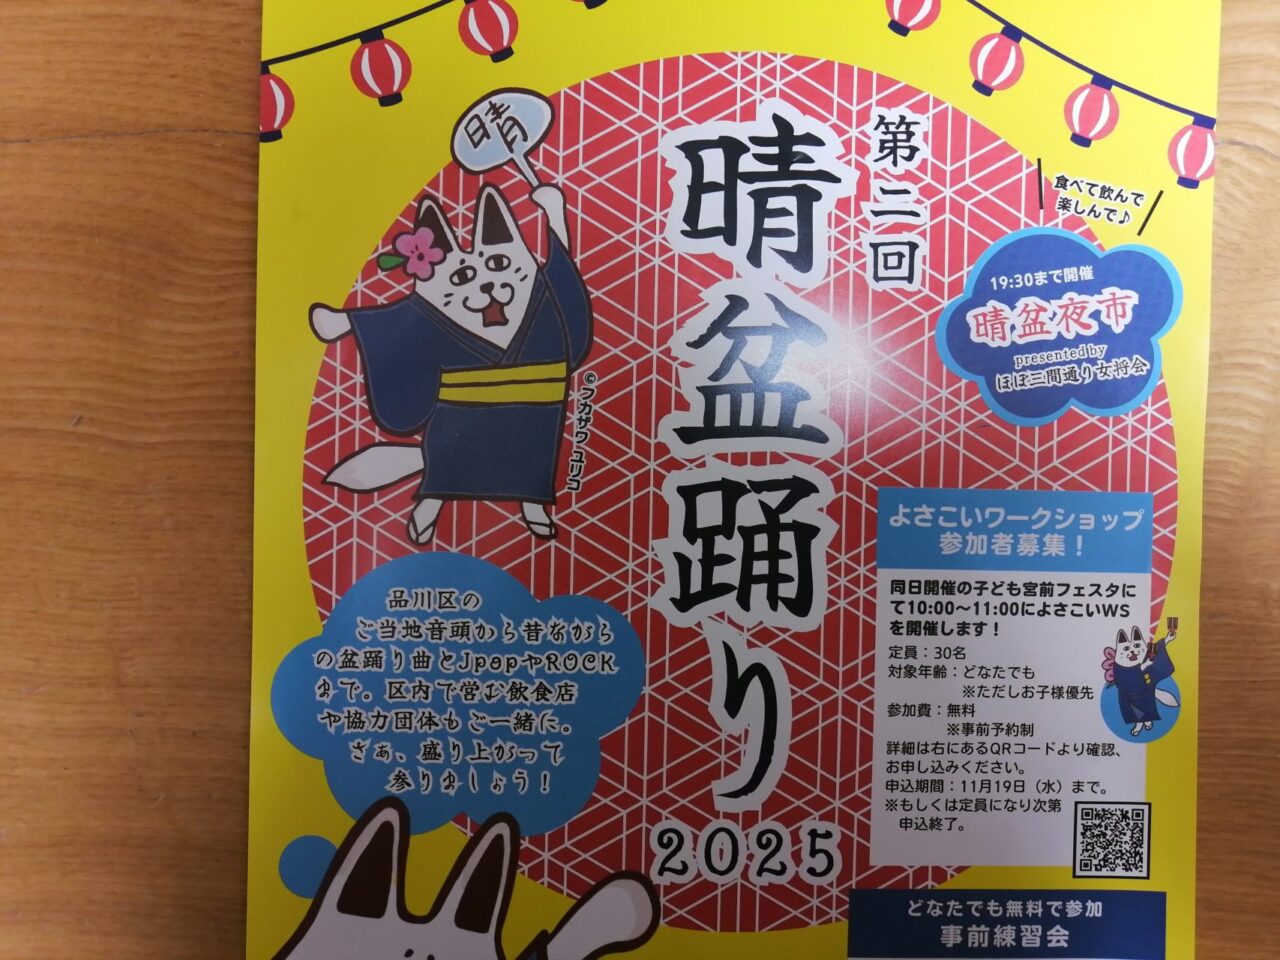 晴
第二回
晴盆踊り
2025
食べて飲んで
楽しんで♪
19:30まで開催
晴盆夜市
presented by
ほぼ三間通り女将会
©フカザワ ユリコ
品川区の
ご当地音頭から昔ながら
の盆踊り曲とJpopやROCK
まで。区内で営む飲食店
や協力団体もご一緒に。
さぁ、盛り上がって
参りましょう！
よさこいワークショップ
参加者募集！
同日開催の子ども宮前フェスタに
て10:00～11:00によさこいWS
を開催します！
定員：30名
対象年齢：どなたでも
※ただしお子様優先
参加費：無料
※事前予約制
詳細は右にあるQRコードより確認、
お申し込みください。
申込期間：11月19日（水）まで。
※もしくは定員になり次第
申込終了。
どなたでも無料で参加
事前練習会